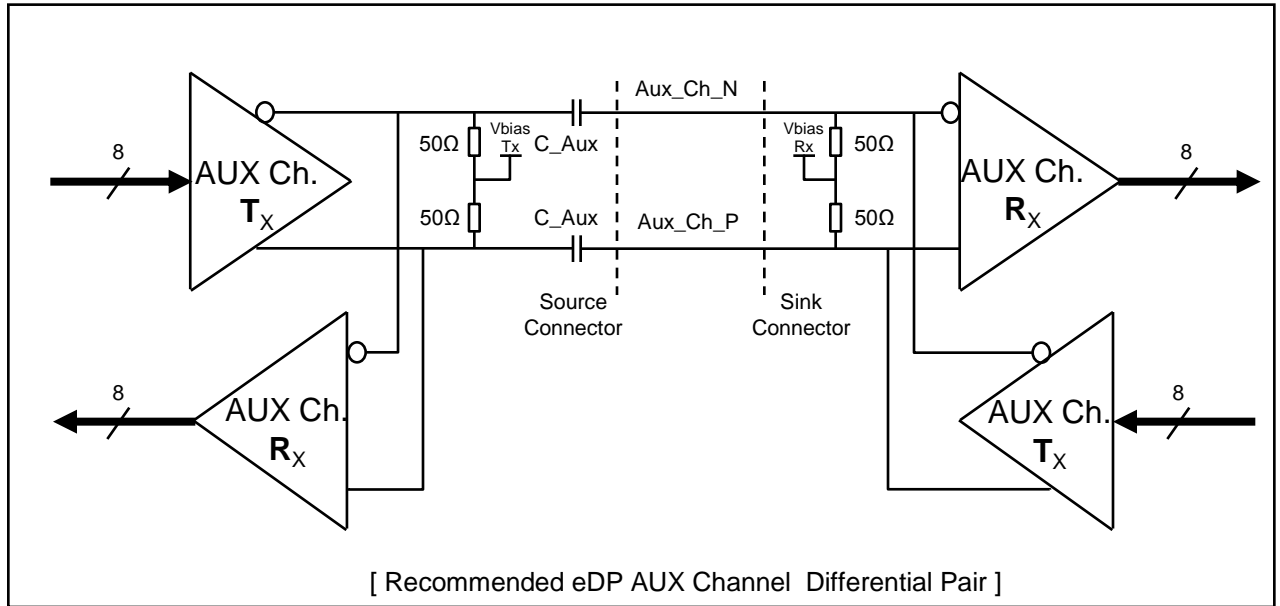 Aux_Ch_N
8
AUX Ch.
TX
50Ω
Vbias
Tx
C_Aux
50Ω
C_Aux
Aux_Ch_P
Vbias
Rx
50Ω
50Ω
AUX Ch.
RX
8
Source
Connector
Sink
Connector
8
AUX Ch.
RX
AUX Ch.
TX
8
[ Recommended eDP AUX Channel Differential Pair ]